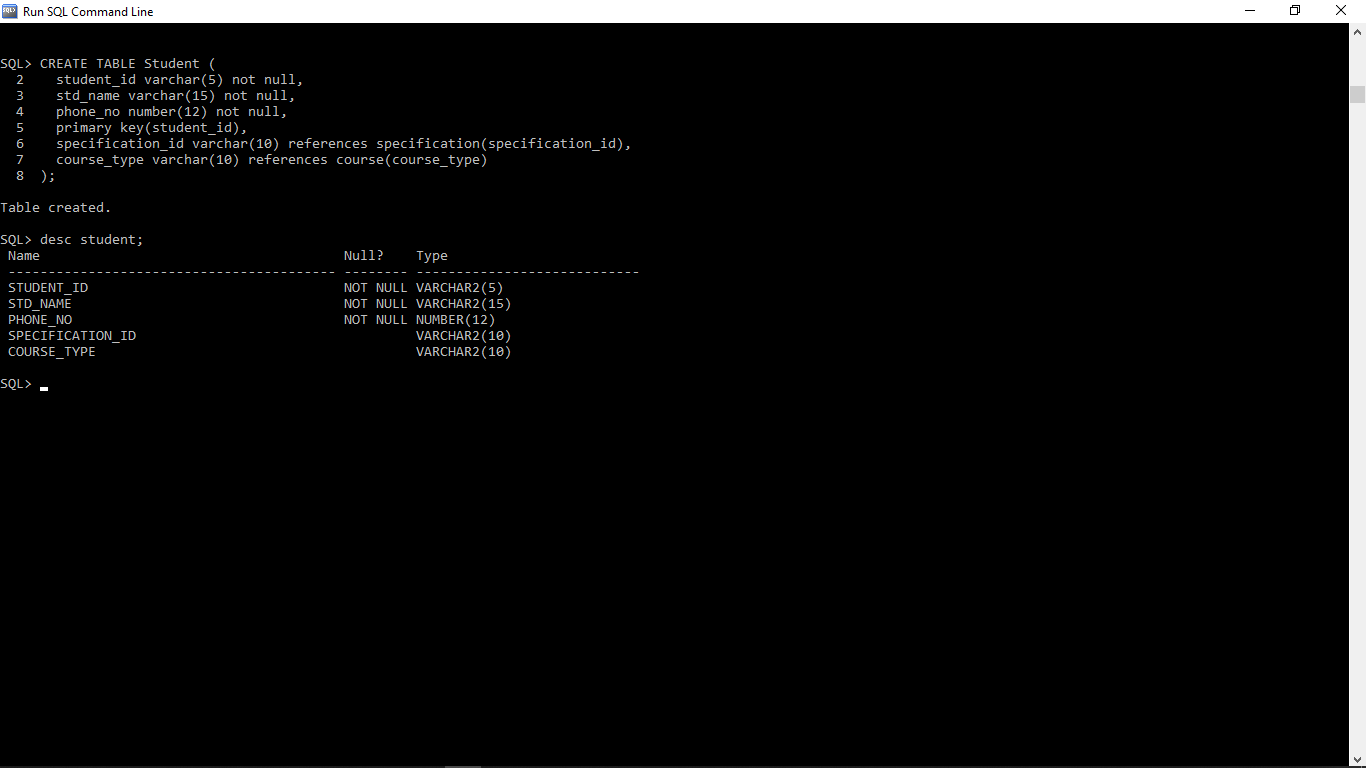 Run SQL Command Line
SQL> CREATE TABLE Student (
  2    student_id varchar(5) not null,
  3    std_name varchar(15) not null,
  4    phone_no number(12) not null,
  5    primary key(student_id),
  6    specification_id varchar(10) references specification(specification_id),
  7    course_type varchar(10) references course(course_type)
  8  );
Table created.
SQL> desc student;
 Name                                      Null?    Type
 ----------------------------------------- -------- ----------------------------
 STUDENT_ID                                NOT NULL VARCHAR2(5)
 STD_NAME                                  NOT NULL VARCHAR2(15)
 PHONE_NO                                  NOT NULL NUMBER(12)
 SPECIFICATION_ID                                   VARCHAR2(10)
 COURSE_TYPE                                        VARCHAR2(10)
SQL>